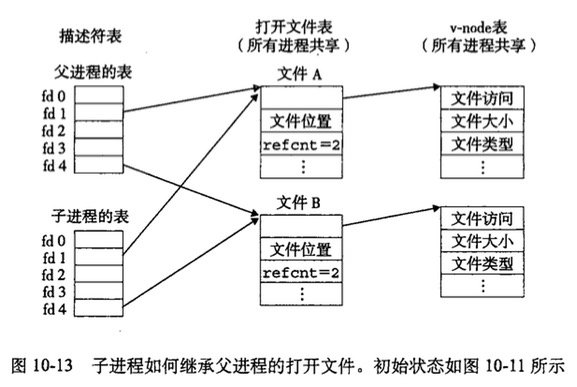 描述符表
打开文件表
（所有进程共享）
v-node表
（所有进程共享）
父进程的表
fd 0
fd 1
fd 2
fd 3
fd 4
文件 A
文件位置
refcnt=2
⋮
文件访问
文件大小
文件类型
⋮
子进程的表
fd 0
fd 1
fd 2
fd 3
fd 4
文件 B
文件位置
refcnt=2
⋮
文件访问
文件大小
文件类型
⋮
图 10-13 子进程如何继承父进程的打开文件。初始状态如图 10-11 所示